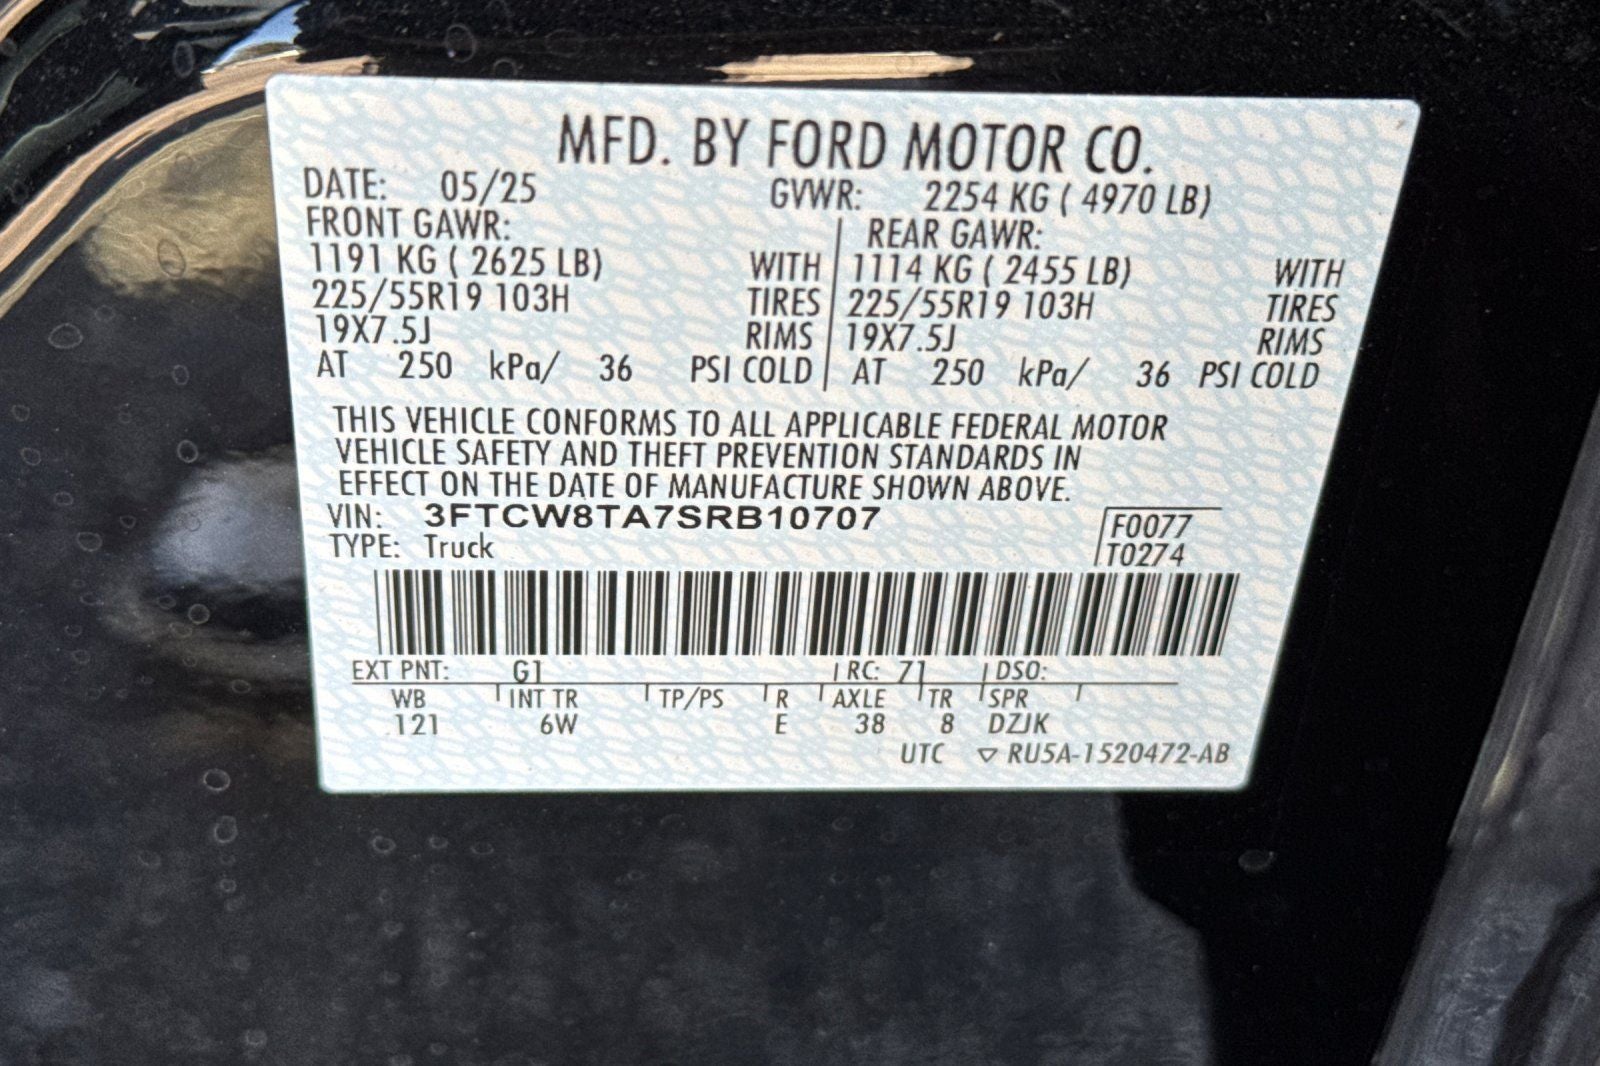 MFD. BY FORD MOTOR CO.
DATE: 05/25 GVWR: 2254 KG ( 4970 LB)
FRONT GAWR: REAR GAWR:
1191 KG ( 2625 LB) WITH 1114 KG ( 2455 LB) WITH
225/55R19 103H TIRES 225/55R19 103H TIRES
19X7.5J RIMS 19X7.5J RIMS
AT 250 kPa/ 36 PSI COLD AT 250 kPa/ 36 PSI COLD
THIS VEHICLE CONFORMS TO ALL APPLICABLE FEDERAL MOTOR
VEHICLE SAFETY AND THEFT PREVENTION STANDARDS IN
EFFECT ON THE DATE OF MANUFACTURE SHOWN ABOVE.
VIN: 3FTCW8TA7SRB10707 F0077
TYPE: Truck T0274
EXT PNT: G1 RC: 71 DSO:
WB INT TR TP/PS R AXLE TR SPR
121 6W E 38 8 DZJK
UTC ▽ RU5A-1520472-AB